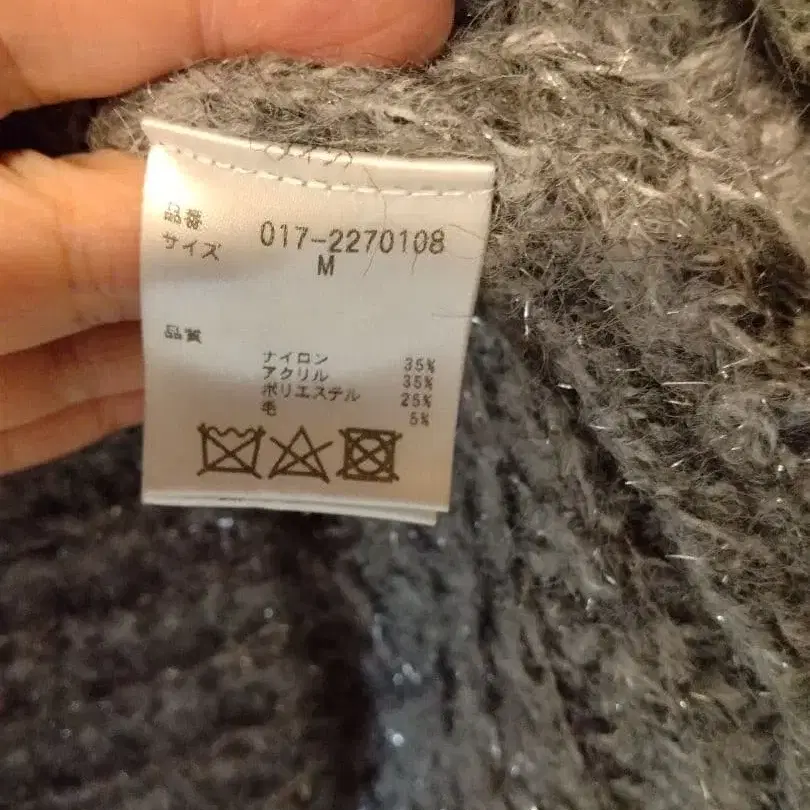 品番 017-2270108
サイズ M
品質
ナイロン 35%
アクリル 35%
ポリエステル 25%
毛 5%